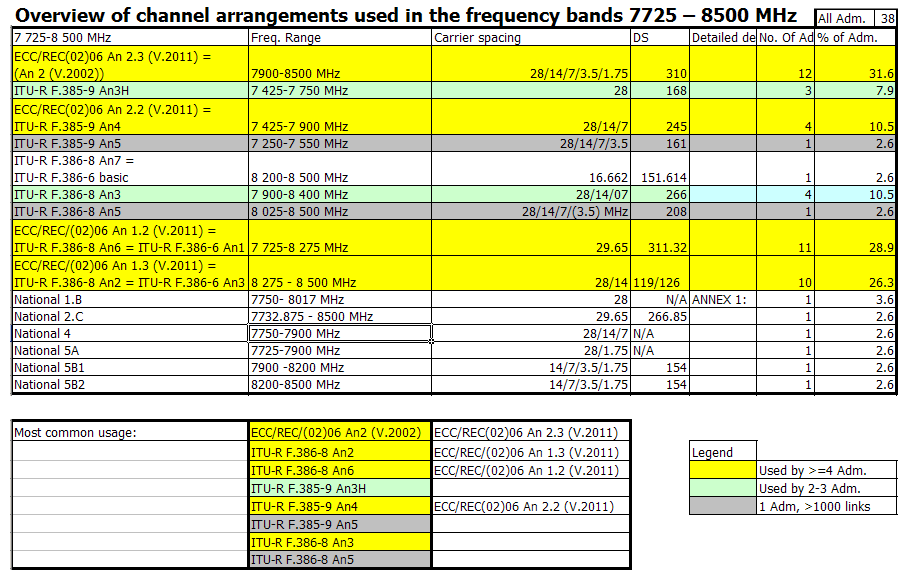 Overview of channel arrangements used in the frequency bands 7725 – 8500 MHz All Adm. 38
7 725-8 500 MHz Freq. Range Carrier spacing DS Detailed de No. Of Ad % of Adm.
ECC/REC(02)06 An 2.3 (V.2011) =
(An 2 (V.2002)) 7900-8500 MHz 28/14/7/3.5/1.75 310 12 31.6
ITU-R F.385-9 An3H 7 425-7 750 MHz 28 168 3 7.9
ECC/REC(02)06 An 2.2 (V.2011) =
ITU-R F.385-9 An4 7 425-7 900 MHz 28/14/7 245 4 10.5
ITU-R F.385-9 An5 7 250-7 550 MHz 28/14/7/3.5 161 1 2.6
ITU-R F.386-8 An7 =
ITU-R F.386-6 basic 8 200-8 500 MHz 16.662 151.614 1 2.6
ITU-R F.386-8 An3 7 900-8 400 MHz 28/14/07 266 4 10.5
ITU-R F.386-8 An5 8 025-8 500 MHz 28/14/7/(3.5) MHz 208 1 2.6
ECC/REC/(02)06 An 1.2 (V.2011) =
ITU-R F.386-8 An6 = ITU-R F.386-6 An1 7 725-8 275 MHz 29.65 311.32 11 28.9
ECC/REC/(02)06 An 1.3 (V.2011) =
ITU-R F.386-8 An2 = ITU-R F.386-6 An3 8 275 - 8 500 MHz 28/14 119/126 10 26.3
National 1.B 7750- 8017 MHz 28 N/A ANNEX 1: 1 3.6
National 2.C 7732.875 - 8500 MHz 29.65 266.85 1 2.6
National 4 7750-7900 MHz 28/14/7 N/A 1 2.6
National 5A 7725-7900 MHz 28/1.75 N/A 1 2.6
National 5B1 7900 -8200 MHz 14/7/3.5/1.75 154 1 2.6
National 5B2 8200-8500 MHz 14/7/3.5/1.75 154 1 2.6
Most common usage: ECC/REC/(02)06 An2 (V.2002) ECC/REC(02)06 An 2.3 (V.2011)
ITU-R F.386-8 An2 ECC/REC/(02)06 An 1.3 (V.2011)
ITU-R F.386-8 An6 ECC/REC/(02)06 An 1.2 (V.2011)
ITU-R F.385-9 An3H
ITU-R F.385-9 An4 ECC/REC(02)06 An 2.2 (V.2011)
ITU-R F.385-9 An5
ITU-R F.386-8 An3
ITU-R F.386-8 An5
Legend
Used by >=4 Adm.
Used by 2-3 Adm.
1 Adm, >1000 links